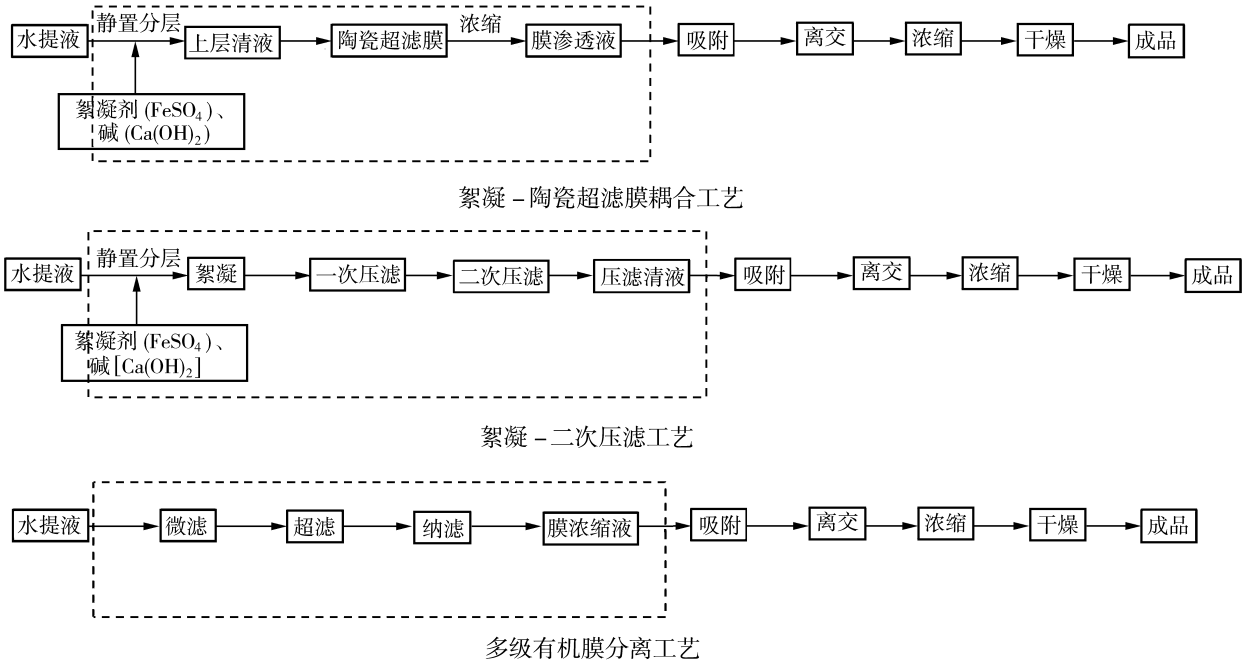 静置分层
浓缩
水提液 上层清液 陶瓷超滤膜 膜渗透液 吸附 离交 浓缩 干燥 成品
絮凝剂(FeSO4)、
碱(Ca(OH)2)
絮凝－陶瓷超滤膜耦合工艺
静置分层
水提液 絮凝 一次压滤 二次压滤 压滤清液 吸附 离交 浓缩 干燥 成品
絮凝剂(FeSO4)、
碱[Ca(OH)2]
絮凝－二次压滤工艺
水提液 微滤 超滤 纳滤 膜浓缩液 吸附 离交 浓缩 干燥 成品
多级有机膜分离工艺